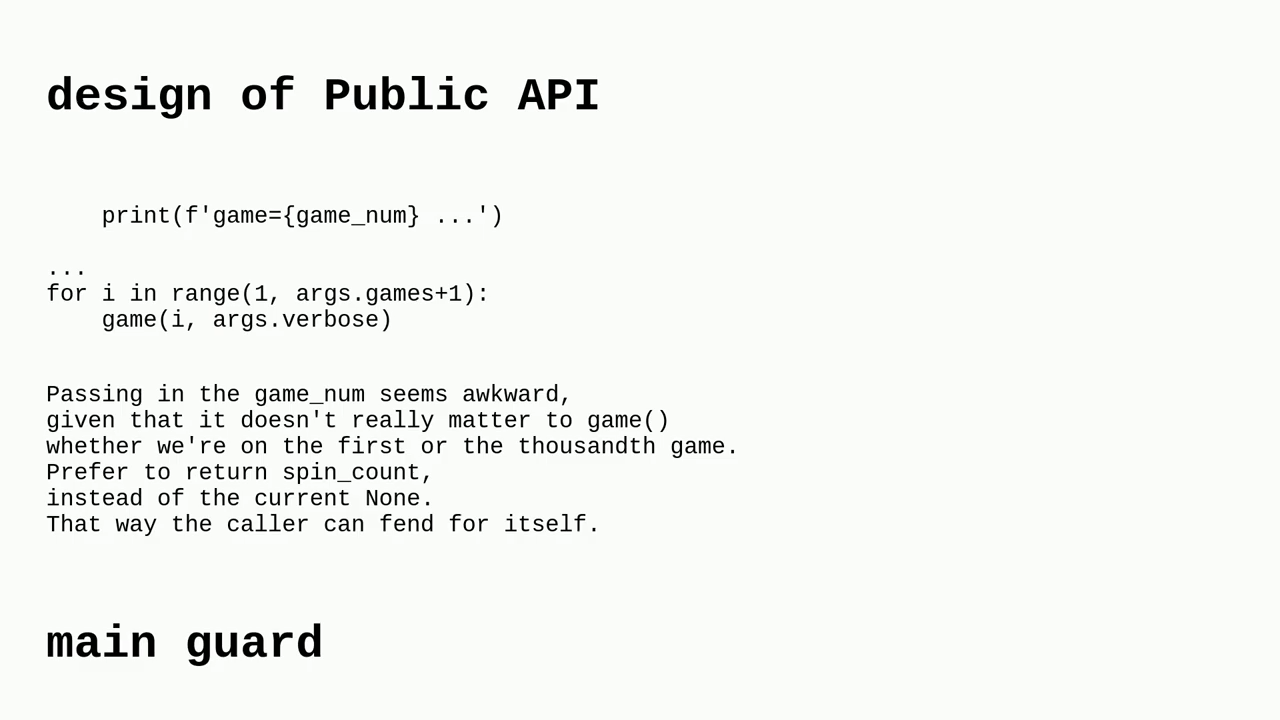 design of Public API
    print(f'game={game_num} ...')
...
for i in range(1, args.games+1):
    game(i, args.verbose)
Passing in the game_num seems awkward,
given that it doesn't really matter to game()
whether we're on the first or the thousandth game.
Prefer to return spin_count,
instead of the current None.
That way the caller can fend for itself.
main guard